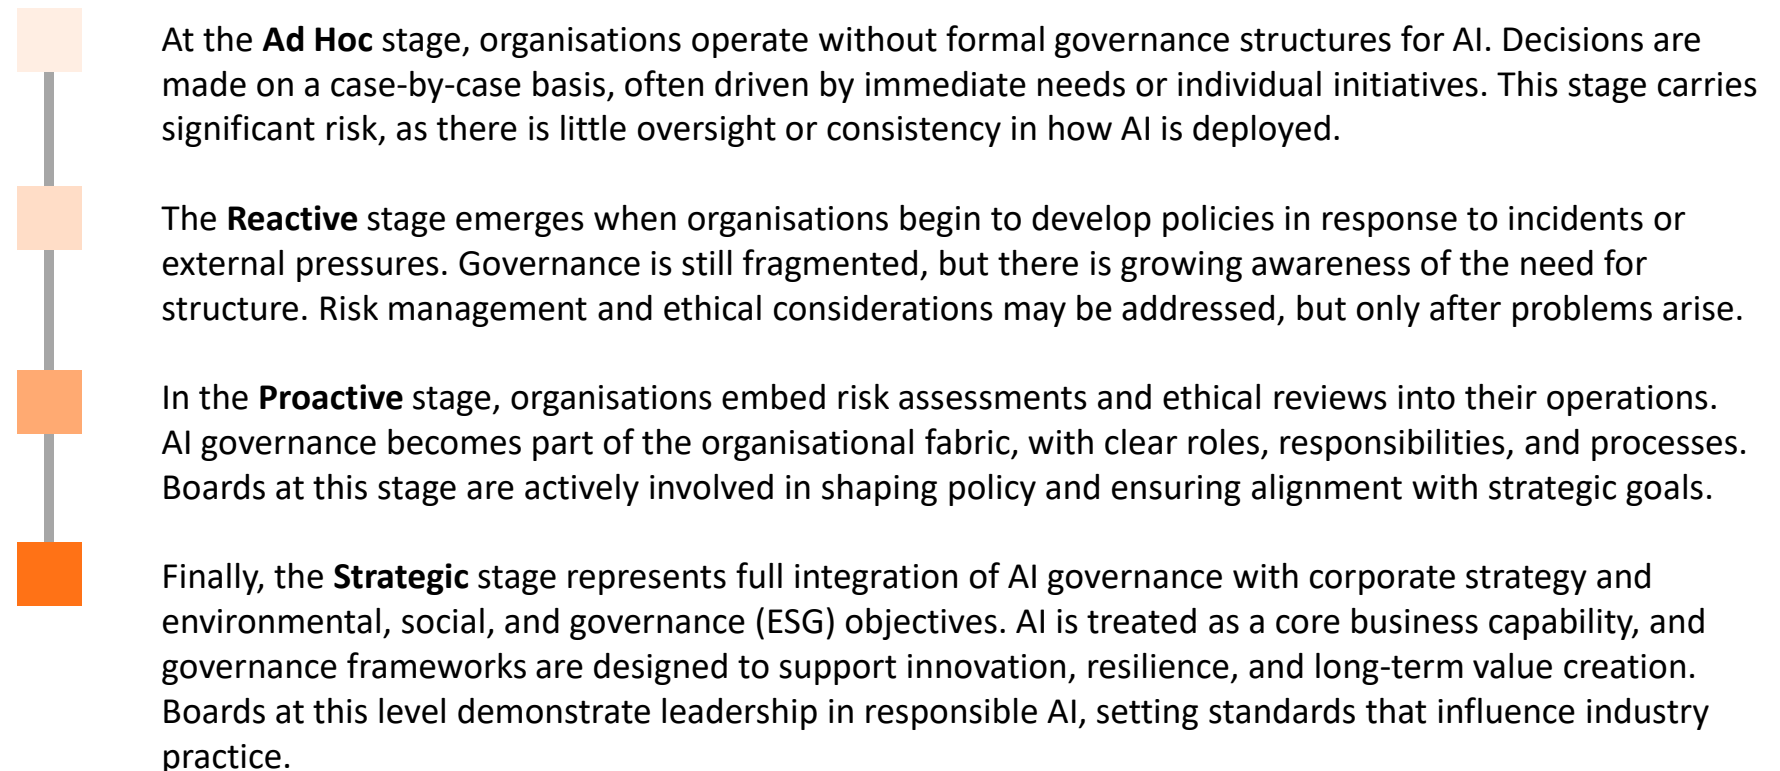 At the Ad Hoc stage, organisations operate without formal governance structures for AI. Decisions are
made on a case-by-case basis, often driven by immediate needs or individual initiatives. This stage carries
significant risk, as there is little oversight or consistency in how AI is deployed.
The Reactive stage emerges when organisations begin to develop policies in response to incidents or
external pressures. Governance is still fragmented, but there is growing awareness of the need for
structure. Risk management and ethical considerations may be addressed, but only after problems arise.
In the Proactive stage, organisations embed risk assessments and ethical reviews into their operations.
AI governance becomes part of the organisational fabric, with clear roles, responsibilities, and processes.
Boards at this stage are actively involved in shaping policy and ensuring alignment with strategic goals.
Finally, the Strategic stage represents full integration of AI governance with corporate strategy and
environmental, social, and governance (ESG) objectives. AI is treated as a core business capability, and
governance frameworks are designed to support innovation, resilience, and long-term value creation.
Boards at this level demonstrate leadership in responsible AI, setting standards that influence industry
practice.